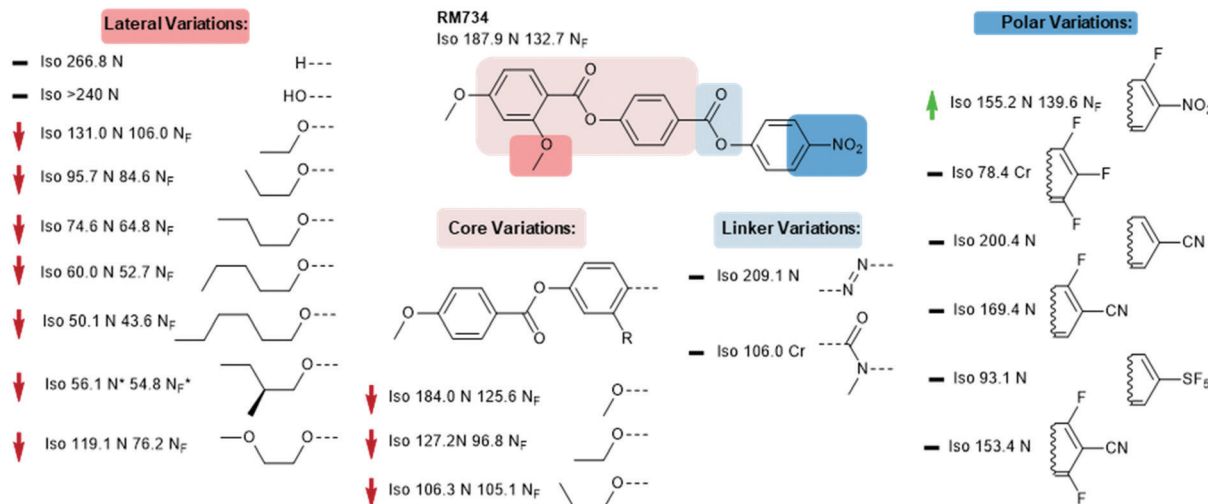 Lateral Variations:
Iso 266.8 N
H
Iso >240 N
HO
Iso 131.0 N 106.0 NF
O
Iso 95.7 N 84.6 NF
O
Iso 74.6 N 64.8 NF
O
Iso 60.0 N 52.7 NF
O
Iso 50.1 N 43.6 NF
O
Iso 56.1 N* 54.8 NF*
O
Iso 119.1 N 76.2 NF
O
O
RM734
Iso 187.9 N 132.7 NF
O
O
O
O
O
O
NO2
Core Variations:
O
O
O
R
Iso 184.0 N 125.6 NF
O
Iso 127.2N 96.8 NF
O
Iso 106.3 N 105.1 NF
O
Linker Variations:
Iso 209.1 N
N
N
Iso 106.0 Cr
O
N
Polar Variations:
Iso 155.2 N 139.6 NF
F
NO2
Iso 78.4 Cr
F
F
F
Iso 200.4 N
CN
Iso 169.4 N
F
CN
Iso 93.1 N
SF5
Iso 153.4 N
F
CN
F